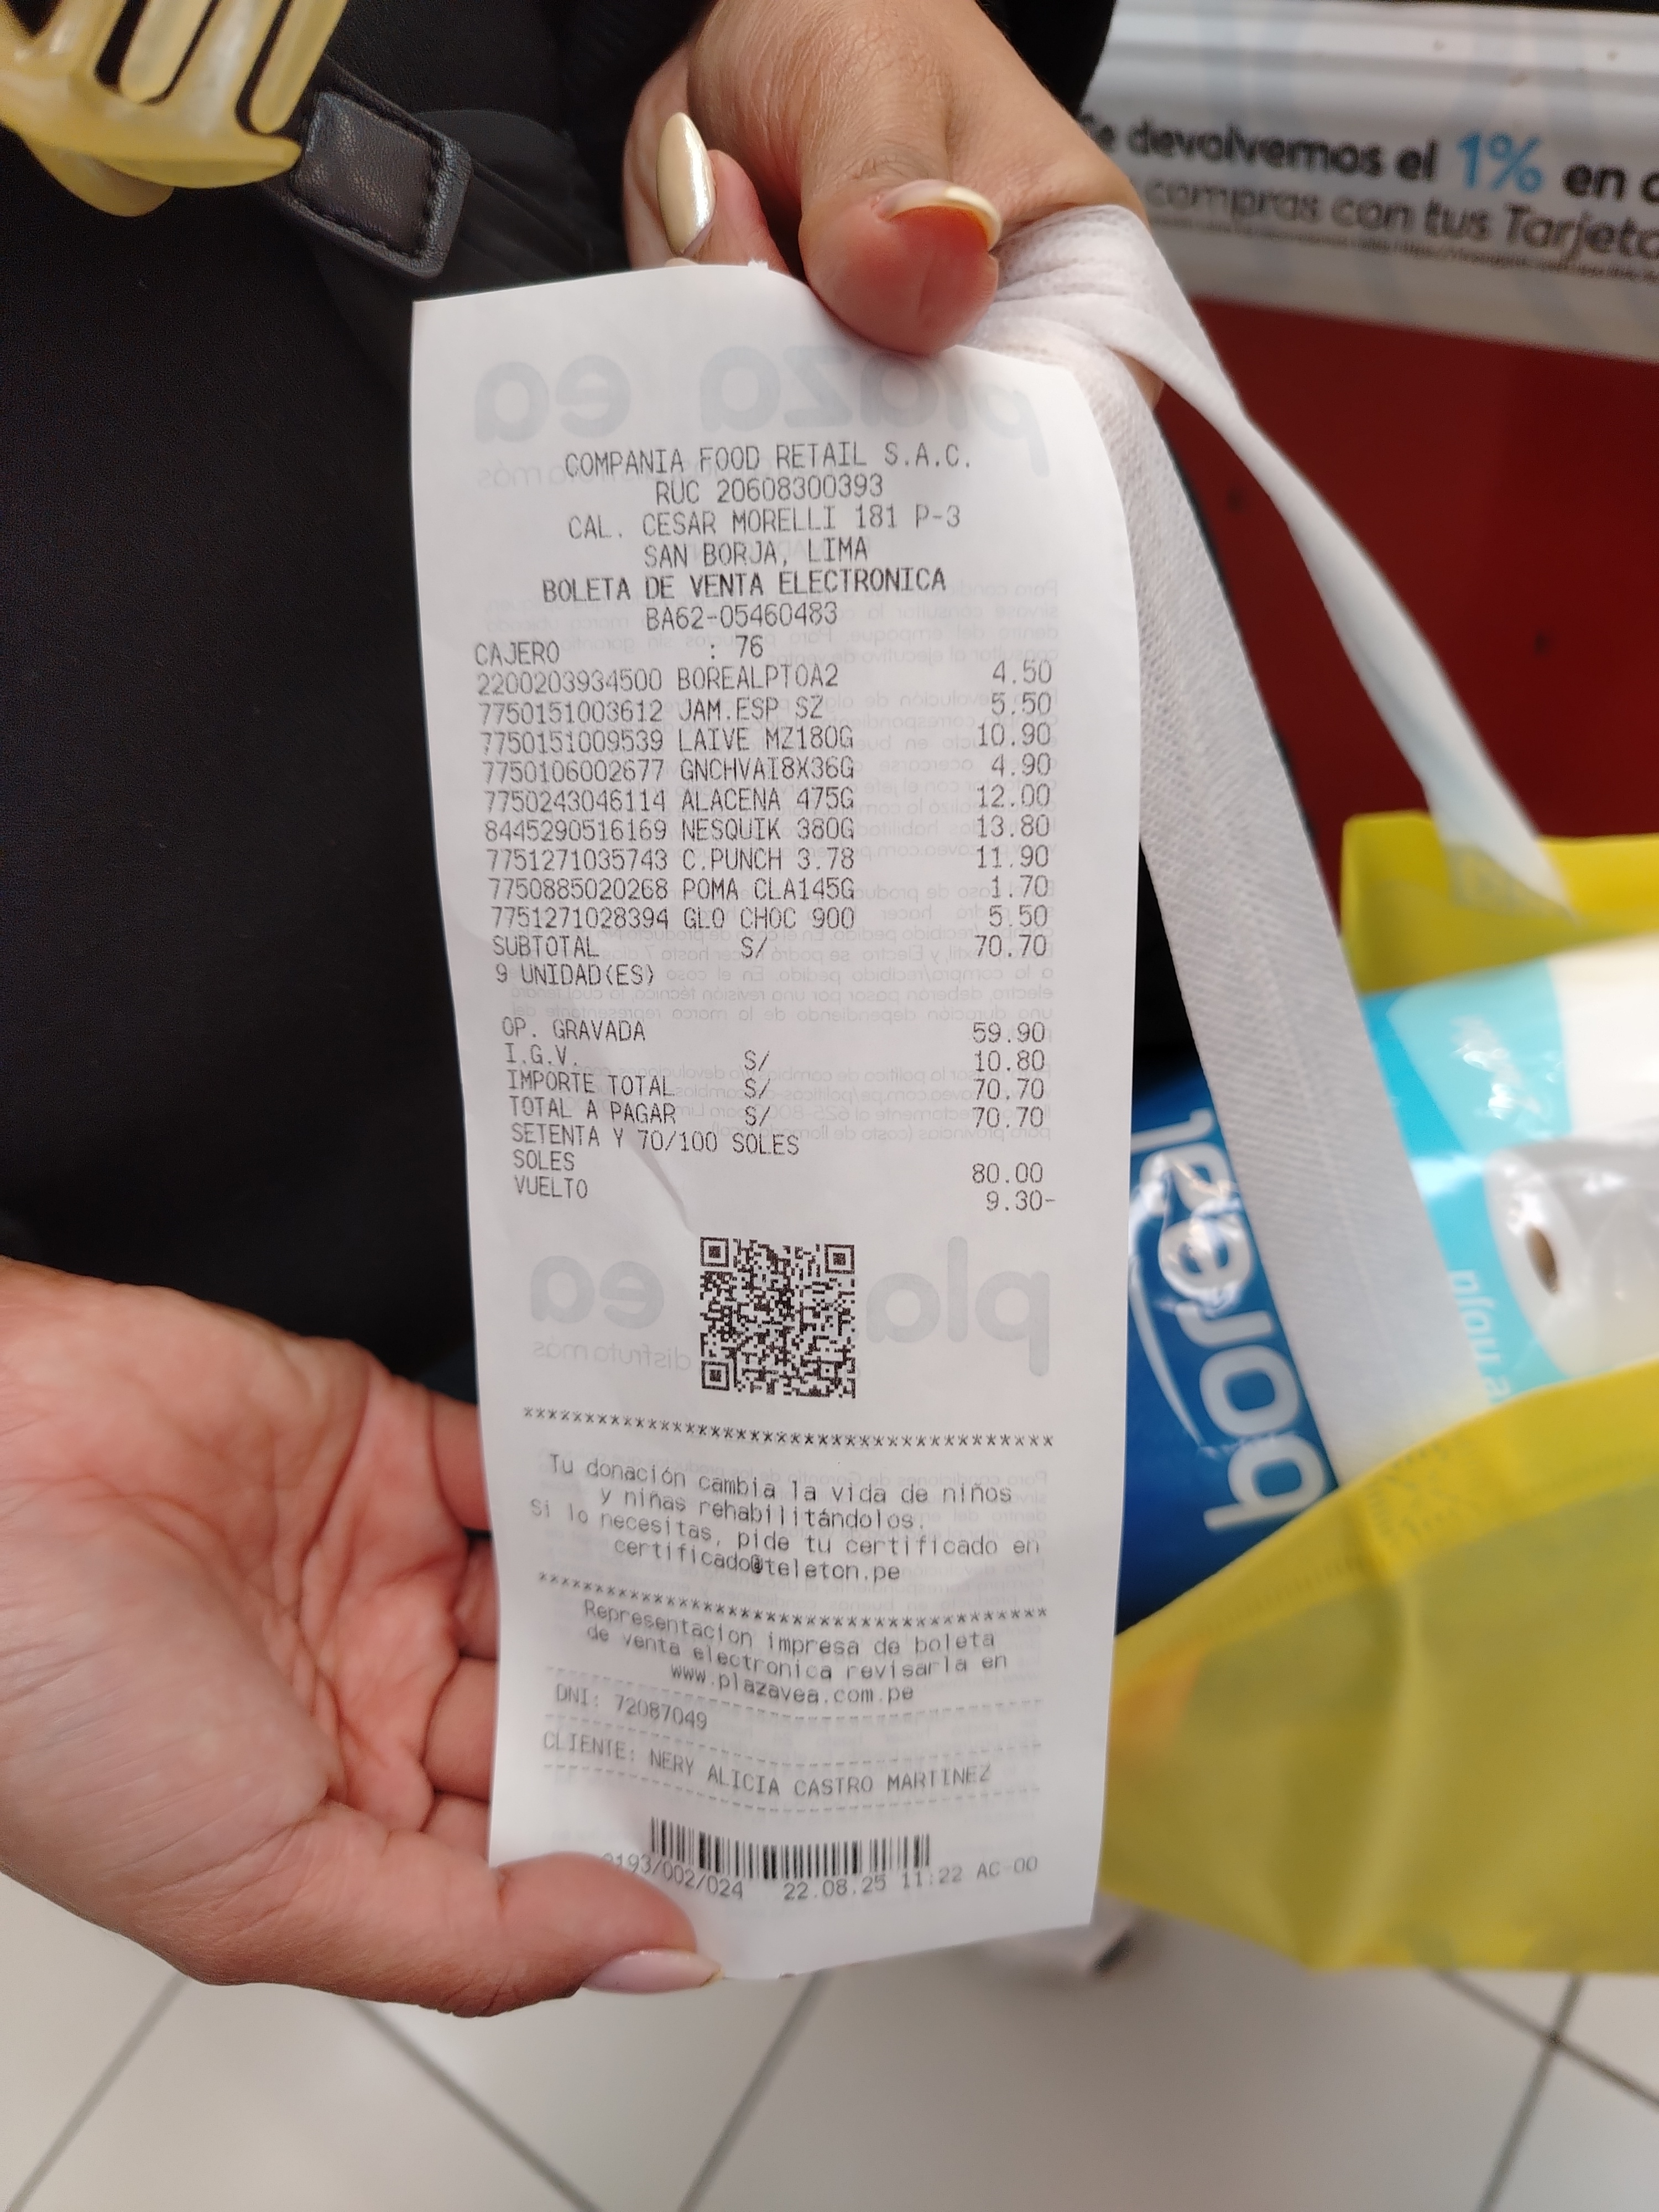 te devolvemos el 1% en
compras con tus Tarjeta
plaza ea
COMPANIA FOOD RETAIL S.A.C.
RUC 20608300393
CAL. CESAR MORELLI 181 P-3
SAN BORJA, LIMA
BOLETA DE VENTA ELECTRONICA
BA62-05460483
CAJERO : 76
2200203934500 BOREALPTOA2 4.50
7750151003612 JAM.ESP SZ 5.50
7750151009539 LAIVE MZ180G 10.90
7750106002677 GNCHVAI8X36G 4.90
7750243046114 ALACENA 475G 12.00
8445290516169 NESQUIK 380G 13.80
7751271035743 C.PUNCH 3.78 11.90
7750885020268 POMA CLA145G 1.70
7751271028394 GLO CHOC 900 5.50
SUBTOTAL S/ 70.70
9 UNIDAD(ES)
OP. GRAVADA 59.90
I.G.V. S/ 10.80
IMPORTE TOTAL S/ 70.70
TOTAL A PAGAR S/ 70.70
SETENTA Y 70/100 SOLES
SOLES 80.00
VUELTO 9.30-
pla ea
disfruta más
*******************************************
Tu donación cambia la vida de niños
y niñas rehabilitándolos.
Si lo necesitas, pide tu certificado en
certificado@teleton.pe
*******************************************
Representacion impresa de boleta
de venta electronica revisarla en
www.plazavea.com.pe
DNI: 72087049
CLIENTE: NERY ALICIA CASTRO MARTINEZ
0193/002/024 22.08.25 11:22 AC-00
boreal